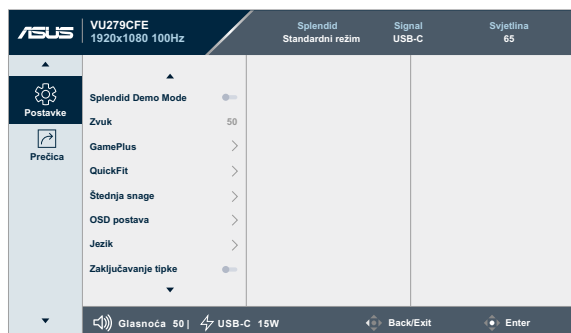 ASUS
VU279CFE
1920x1080 100Hz
Splendid
Standardni režim
Signal
USB-C
Svjetlina
65
Postavke
Prečica
Splendid Demo Mode
Zvuk 50
GamePlus
QuickFit
Štednja snage
OSD postava
Jezik
Zaključavanje tipke
Glasnoća 50 | USB-C 15W Back/Exit Enter